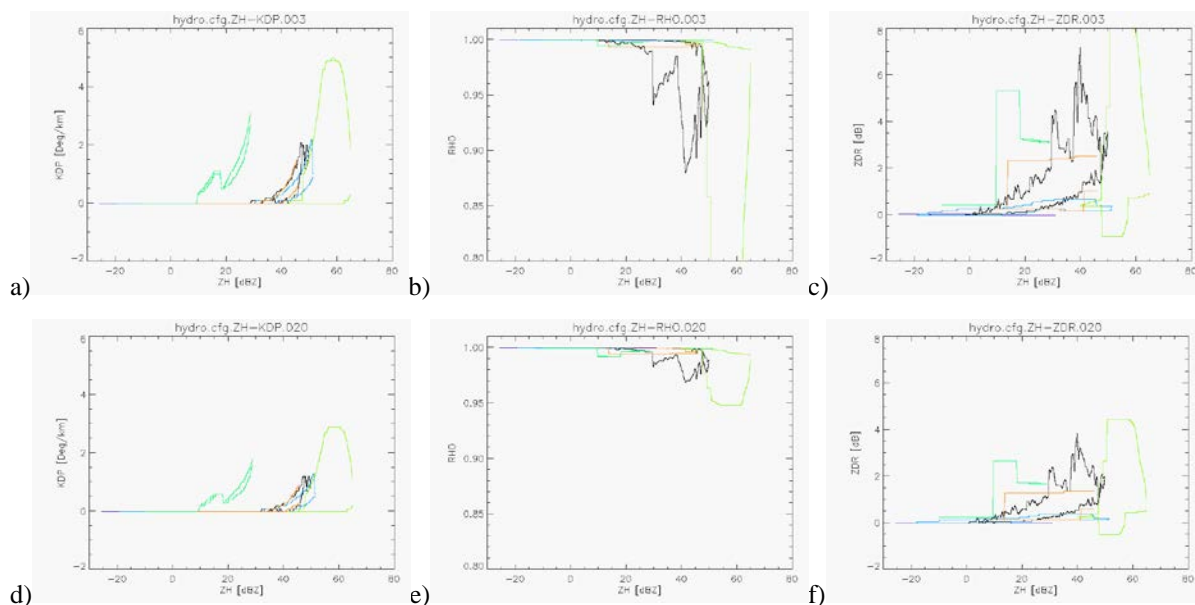 hydro.cfg.ZH-KDP.003
KDP [Deg/km]
6
4
2
0
-2
-20 0 20 40 60 80
ZH [dBZ]
a)
hydro.cfg.ZH-RHO.003
RHO
1.00
0.95
0.90
0.85
0.80
-20 0 20 40 60 80
ZH [dBZ]
b)
hydro.cfg.ZH-ZDR.003
ZDR [dB]
8
6
4
2
0
-2
-20 0 20 40 60 80
ZH [dBZ]
c)
hydro.cfg.ZH-KDP.020
KDP [Deg/km]
6
4
2
0
-2
-20 0 20 40 60 80
ZH [dBZ]
d)
hydro.cfg.ZH-RHO.020
RHO
1.00
0.95
0.90
0.85
0.80
-20 0 20 40 60 80
ZH [dBZ]
e)
hydro.cfg.ZH-ZDR.020
ZDR [dB]
8
6
4
2
0
-2
-20 0 20 40 60 80
ZH [dBZ]
f)